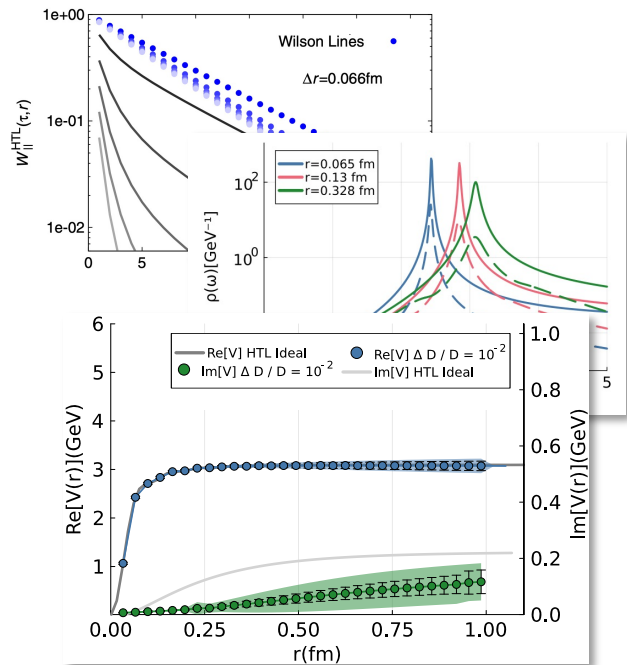 1e+00
Wilson Lines
Δr=0.066fm
W||^HTL(τ,r)
1e-01
1e-02
0
5
r=0.065 fm
r=0.13 fm
r=0.328 fm
10²
10⁰
ρ(ω)[GeV⁻¹]
5
6
5
4
3
2
1
Re[V(r)](GeV)
Re[V] HTL Ideal
Re[V] Δ D / D = 10⁻²
Im[V] Δ D / D = 10⁻²
Im[V] HTL Ideal
1.0
0.8
0.6
0.4
0.2
0.0
Im[V(r)](GeV)
0.00
0.25
0.50
0.75
1.00
r(fm)